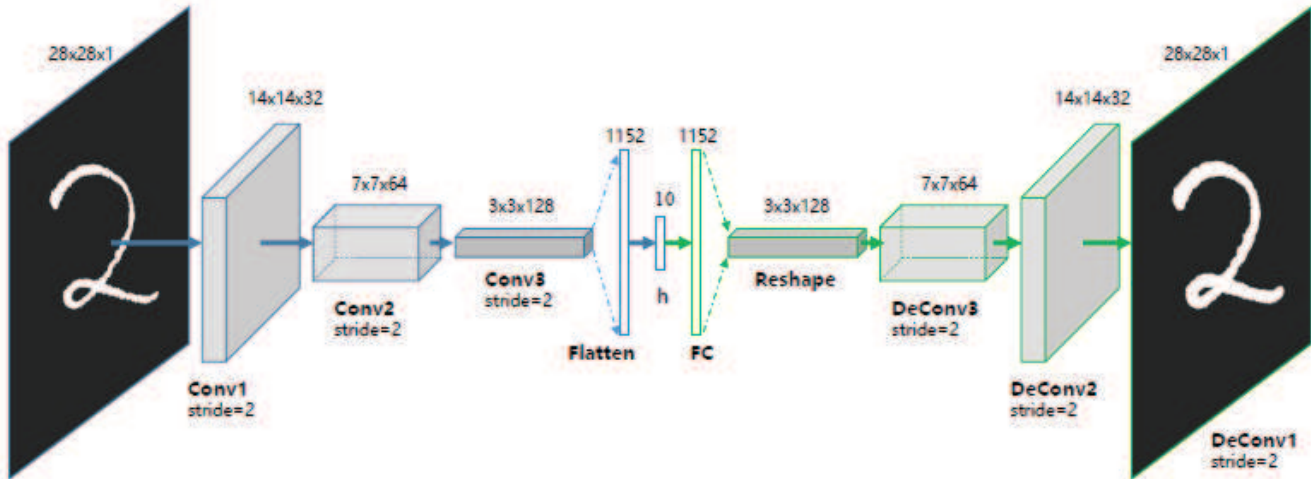 28x28x1
14x14x32
7x7x64
3x3x128
1152
10
1152
3x3x128
7x7x64
14x14x32
28x28x1
Conv1
stride=2
Conv2
stride=2
Conv3
stride=2
Flatten
h
FC
Reshape
DeConv3
stride=2
DeConv2
stride=2
DeConv1
stride=2
2
2